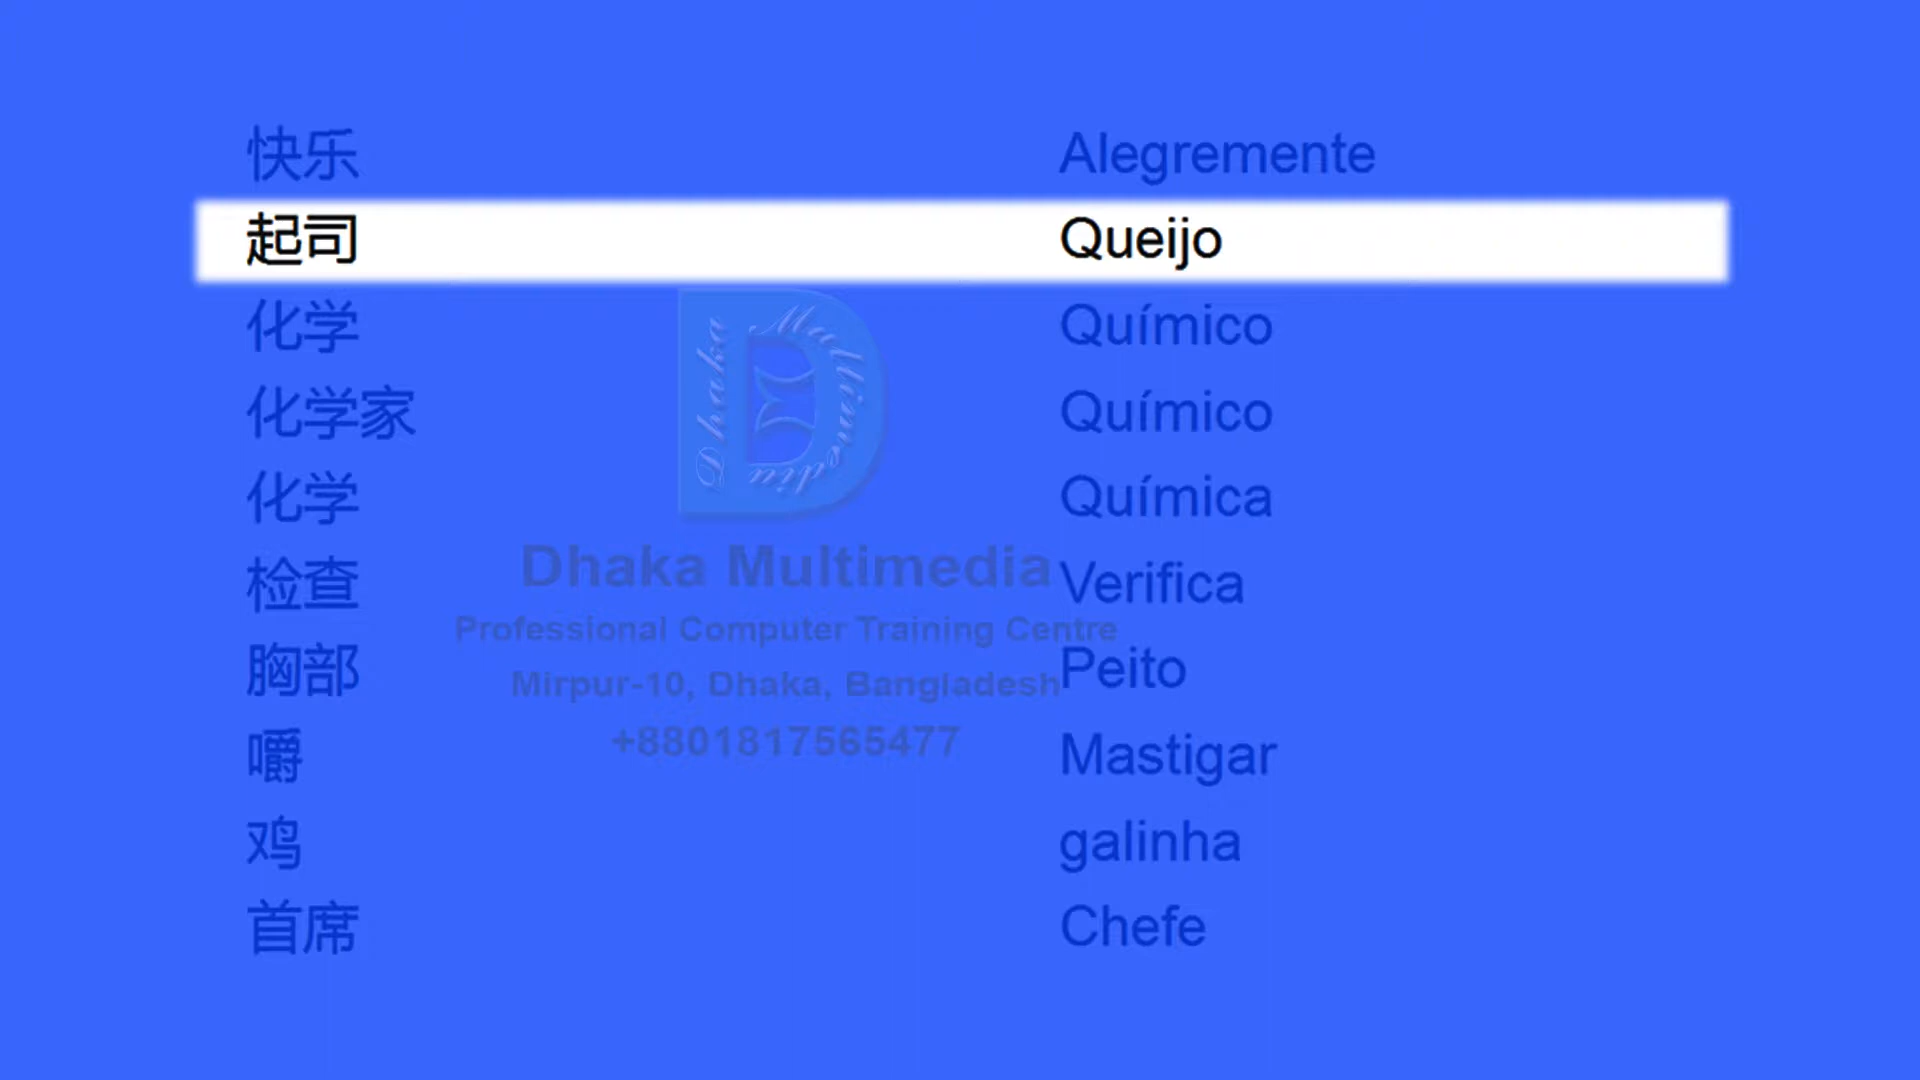 快乐 Alegremente
起司 Queijo
化学 Químico
化学家 Químico
化学 Química
检查 Verifica
胸部 Peito
嚼 Mastigar
鸡 galinha
首席 Chefe
Dhaka Multimedia
Dhaka Multimedia
Professional Computer Training Centre
Mirpur-10, Dhaka, Bangladesh
+8801817565477